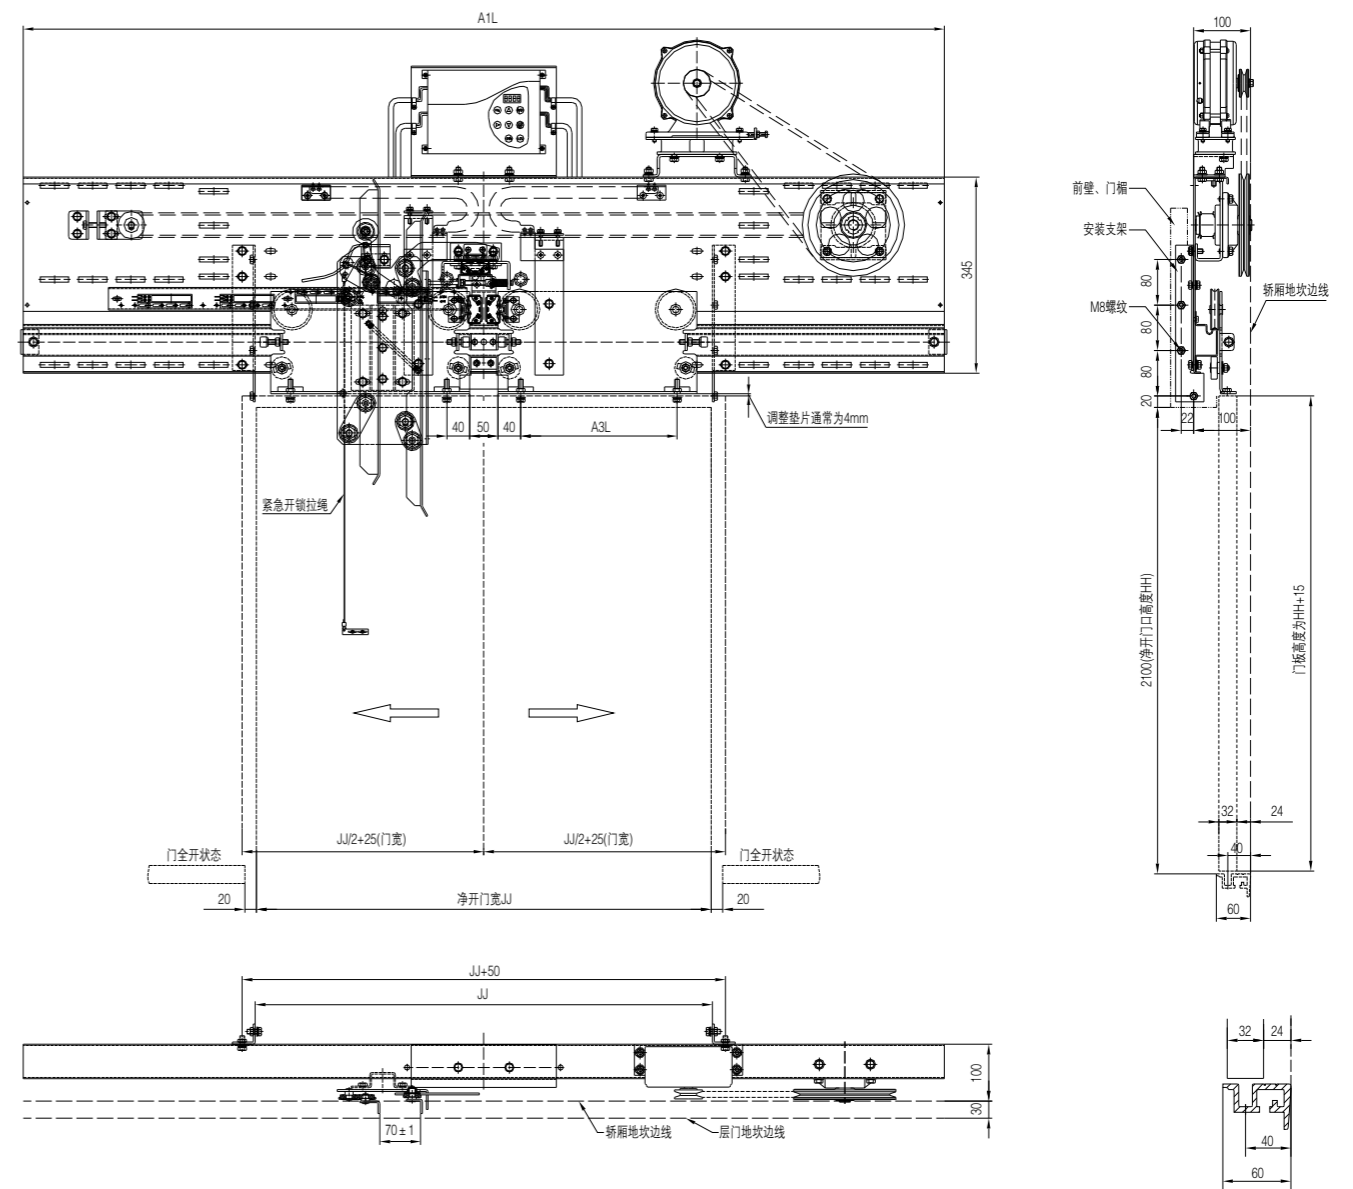 A1L
100
345
前壁、门楣
安装支架
80
M8螺纹
80
轿厢地坎边线
80
20
22
100
调整垫片通常为4mm
40
50
40
A3L
紧急开锁拉绳
2100(净开门口高度HH)
门板高度为HH+15
32
24
40
JJ/2+25(门宽)
JJ/2+25(门宽)
门全开状态
门全开状态
20
净开门宽JJ
20
60
JJ+50
JJ
100
30
70±1
轿厢地坎边线
层门地坎边线
32
24
40
60